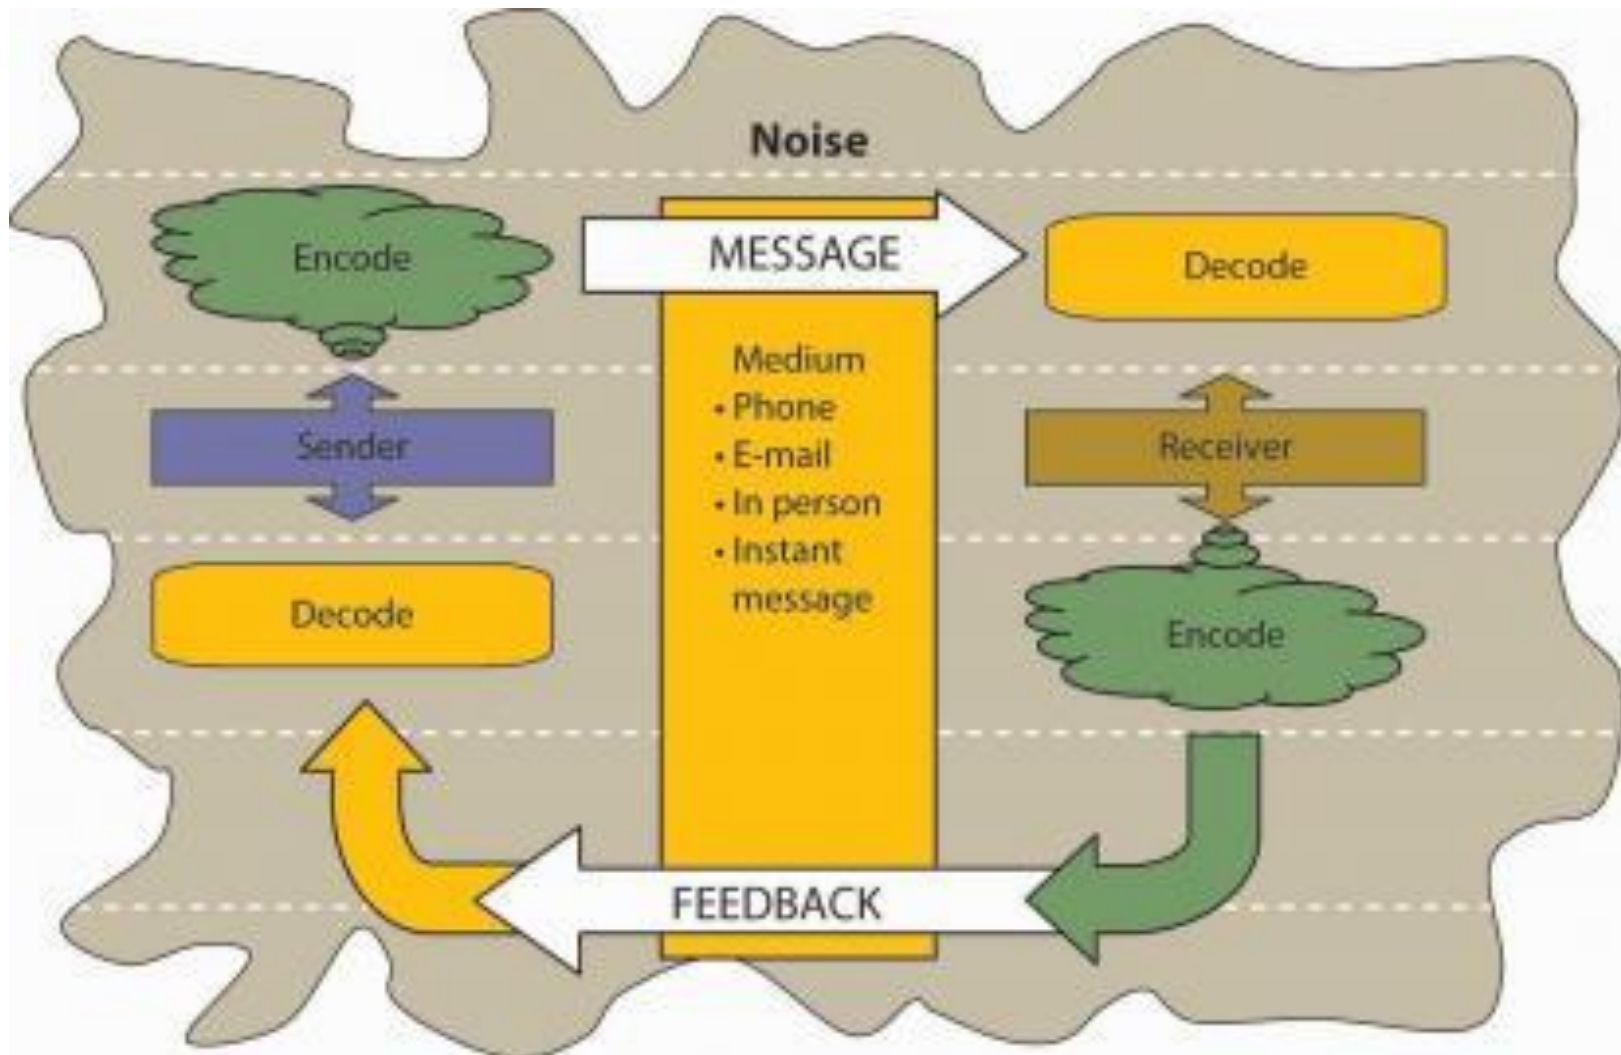 Noise
Encode
MESSAGE
Decode
Medium
• Phone
• E-mail
• In person
• Instant
message
Sender
Receiver
Decode
Encode
FEEDBACK